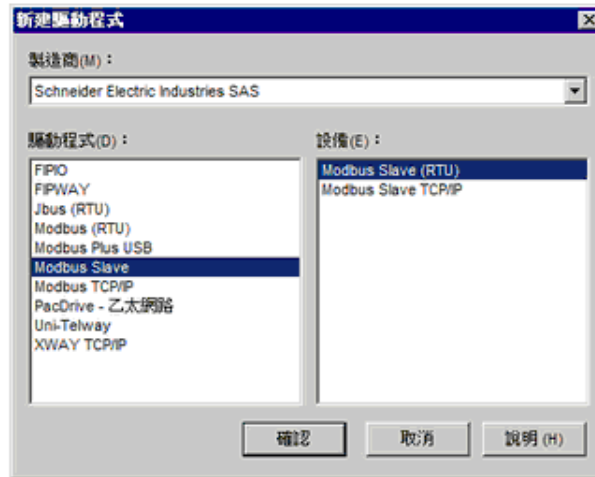 新建驅動程式
製造商(M)：
Schneider Electric Industries SAS
驅動程式(D)：
FIPIO
FIPWAY
Jbus (RTU)
Modbus (RTU)
Modbus Plus USB
Modbus Slave
Modbus TCP/IP
PacDrive - 乙太網路
Uni-Telway
XWAY TCP/IP
設備(E)：
Modbus Slave (RTU)
Modbus Slave TCP/IP
確認
取消
說明 (H)